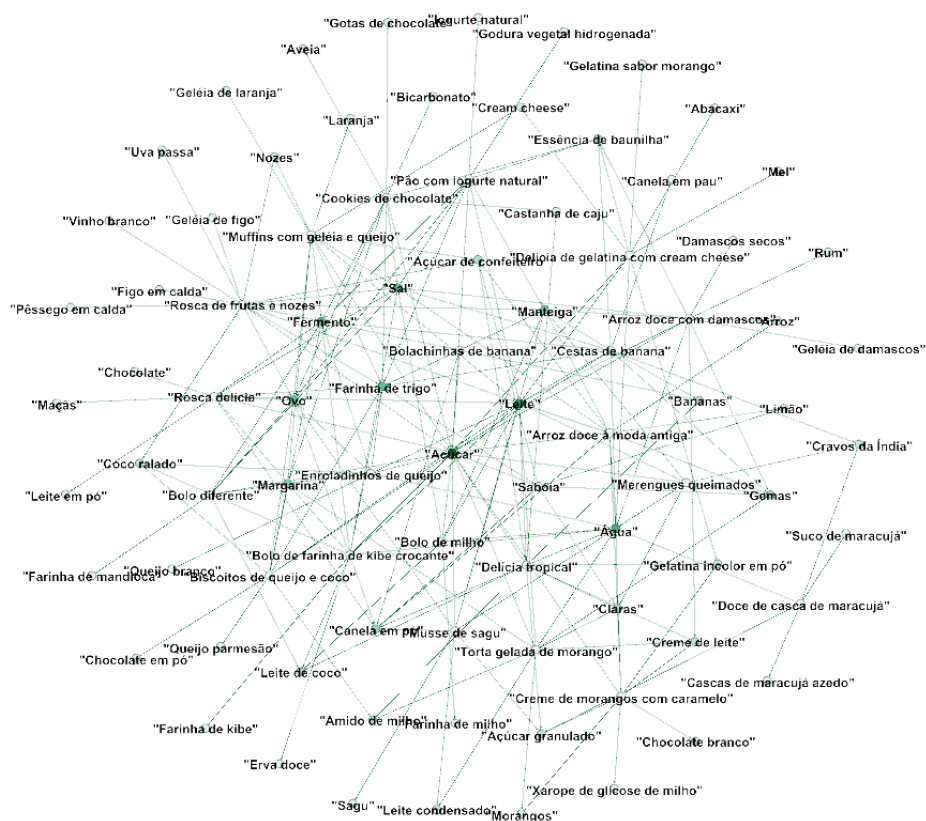 "Gotas de chocolate"
"Iogurte natural"
"Godura vegetal hidrogenada"
"Aveia"
"Gelatina sabor morango"
"Geléia de laranja"
"Bicarbonato"
"Cream cheese"
"Abacaxi"
"Laranja"
"Essência de baunilha"
"Uva passa"
"Nozes"
"Pão com iogurte natural"
"Canela em pau"
"Mel"
"Cookies de chocolate"
"Castanha de caju"
"Vinho branco"
"Geléia de figo"
"Muffins com geléia e queijo"
"Damascos secos"
"Açúcar de confeiteiro"
"Delícia de gelatina com cream cheese"
"Rum"
"Figo em calda"
"Sal"
"Pêssego em calda"
"Rosca de frutas e nozes"
"Manteiga"
"Fermento"
"Arroz doce com damascos"
"Arroz"
"Bolachinhas de banana"
"Cestas de banana"
"Geléia de damascos"
"Chocolate"
"Farinha de trigo"
"Maçãs"
"Rosca delície"
"Ovo"
"Leite"
"Bananas"
"Limão"
"Arroz doce à moda antiga"
"Cravos da Índia"
"Açúcar"
"Coco ralado"
"Enroladinhos de queijo"
"Leite em pó"
"Bolo diferente"
"Margarina"
"Saboia"
"Merengues queimados"
"Gemas"
"Água"
"Suco de maracujá"
"Bolo de milho"
"Bolo de farinha de kibe crocante"
"Delícia tropical"
"Gelatina incolor em pó"
"Farinha de mandioca"
"Queijo branco"
"Biscoitos de queijo e coco"
"Claras"
"Doce de casca de maracujá"
"Canela em pó"
"Musse de sagu"
"Creme de leite"
"Queijo parmesão"
"Torta gelada de morango"
"Chocolate em pó"
"Leite de coco"
"Cascas de maracujá azedo"
"Creme de morangos com caramelo"
"Farinha de kibe"
"Amido de milho"
"Farinha de milho"
"Açúcar granulado"
"Chocolate branco"
"Erva doce"
"Xarope de glicose de milho"
"Sagu"
"Leite condensado"
"Morangos"